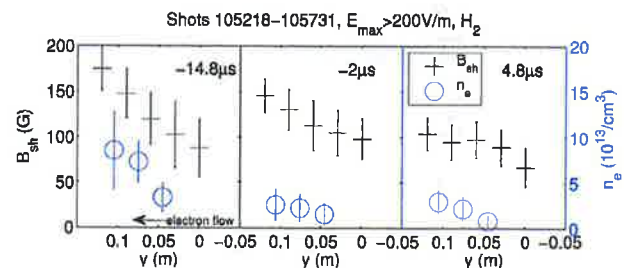 Shots 105218−105731, E_max>200V/m, H_2
200
150
100
50
0
B_sh (G)
−14.8μs
−2μs
4.8μs
B_sh
n_e
electron flow
20
15
10
5
0
n_e (10^13/cm^3)
0.1 0.05 0 −0.05 0.1 0.05 0 −0.05 0.1 0.05 0 −0.05
y (m) y (m) y (m)